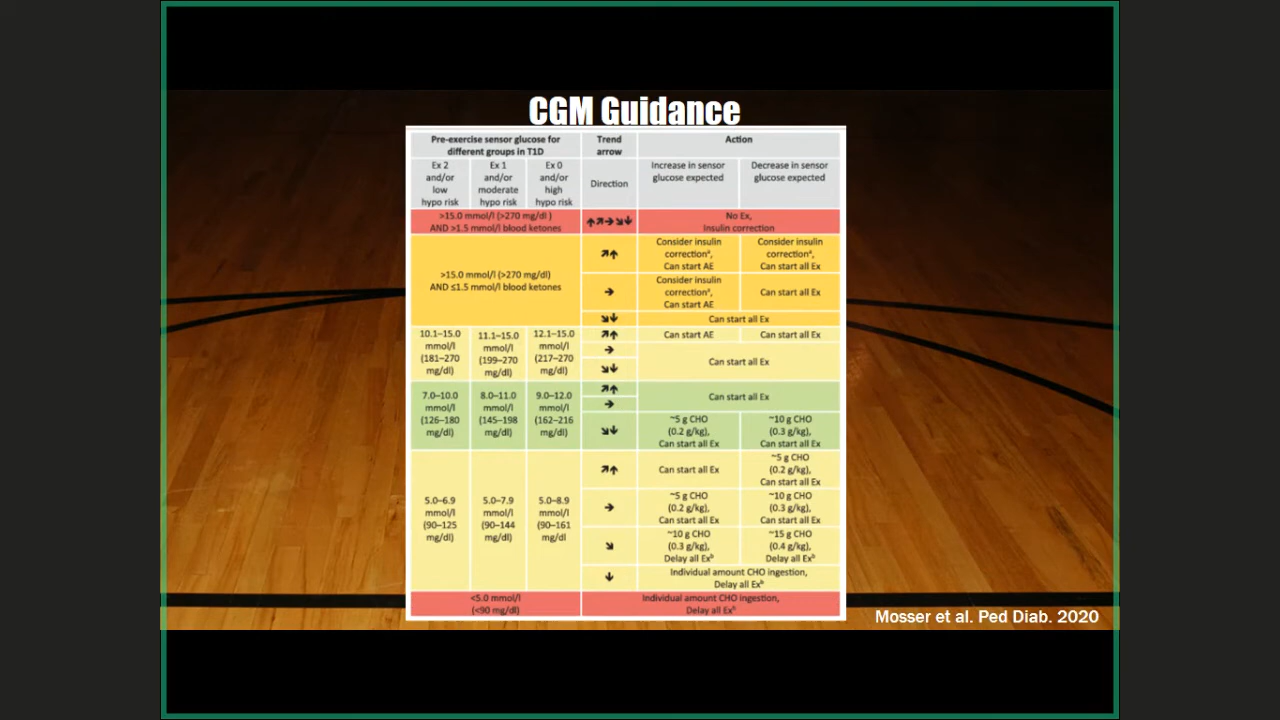 CGM Guidance
Pre-exercise sensor glucose for
different groups in T1D
Trend
arrow
Action
Ex 2
and/or
low
hypo risk
Ex 1
and/or
moderate
hypo risk
Ex 0
and/or
high
hypo risk
Direction
Increase in sensor
glucose expected
Decrease in sensor
glucose expected
>15.0 mmol/l (>270 mg/dl )
AND >1.5 mmol/l blood ketones
↑↗→↘↓
No Ex,
Insulin correction
>15.0 mmol/l (>270 mg/dl)
AND ≤1.5 mmol/l blood ketones
↗↑
Consider insulin
correctionᵃ,
Can start AE
Consider insulin
correctionᵃ,
Can start all Ex
→
Consider insulin
correctionᵃ,
Can start AE
Can start all Ex
↘↓
Can start all Ex
10.1–15.0
mmol/l
(181–270
mg/dl)
11.1–15.0
mmol/l
(199–270
mg/dl)
12.1–15.0
mmol/l
(217–270
mg/dl)
↗↑
Can start AE
Can start all Ex
→
↘↓
Can start all Ex
7.0–10.0
mmol/l
(126–180
mg/dl)
8.0–11.0
mmol/l
(145–198
mg/dl)
9.0–12.0
mmol/l
(162–216
mg/dl)
↗↑
→
Can start all Ex
↘↓
~5 g CHO
(0.2 g/kg),
Can start all Ex
~10 g CHO
(0.3 g/kg),
Can start all Ex
5.0–6.9
mmol/l
(90–125
mg/dl)
5.0–7.9
mmol/l
(90–144
mg/dl)
5.0–8.9
mmol/l
(90–161
mg/dl
↗↑
Can start all Ex
~5 g CHO
(0.2 g/kg),
Can start all Ex
→
~5 g CHO
(0.2 g/kg),
Can start all Ex
~10 g CHO
(0.3 g/kg),
Can start all Ex
↘
~10 g CHO
(0.3 g/kg),
Delay all Exᵇ
~15 g CHO
(0.4 g/kg),
Delay all Exᵇ
↓
Individual amount CHO ingestion,
Delay all Exᵇ
<5.0 mmol/l
(<90 mg/dl)
Individual amount CHO ingestion,
Delay all Exᵇ
Mosser et al. Ped Diab. 2020